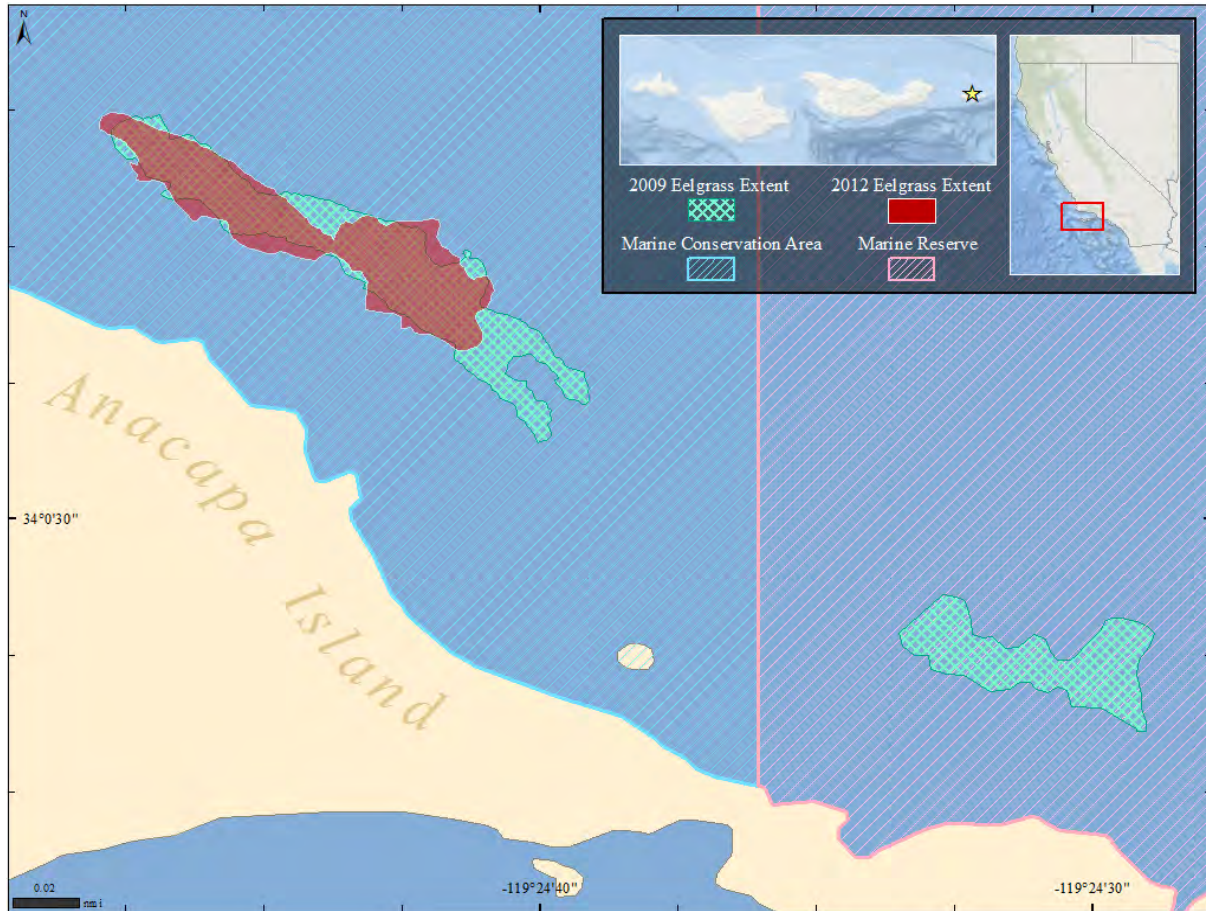 N
2009 Eelgrass Extent
2012 Eelgrass Extent
Marine Conservation Area
Marine Reserve
Anacapa Island
34°0'30"
0.02
nmi
-119°24'40"
-119°24'30"